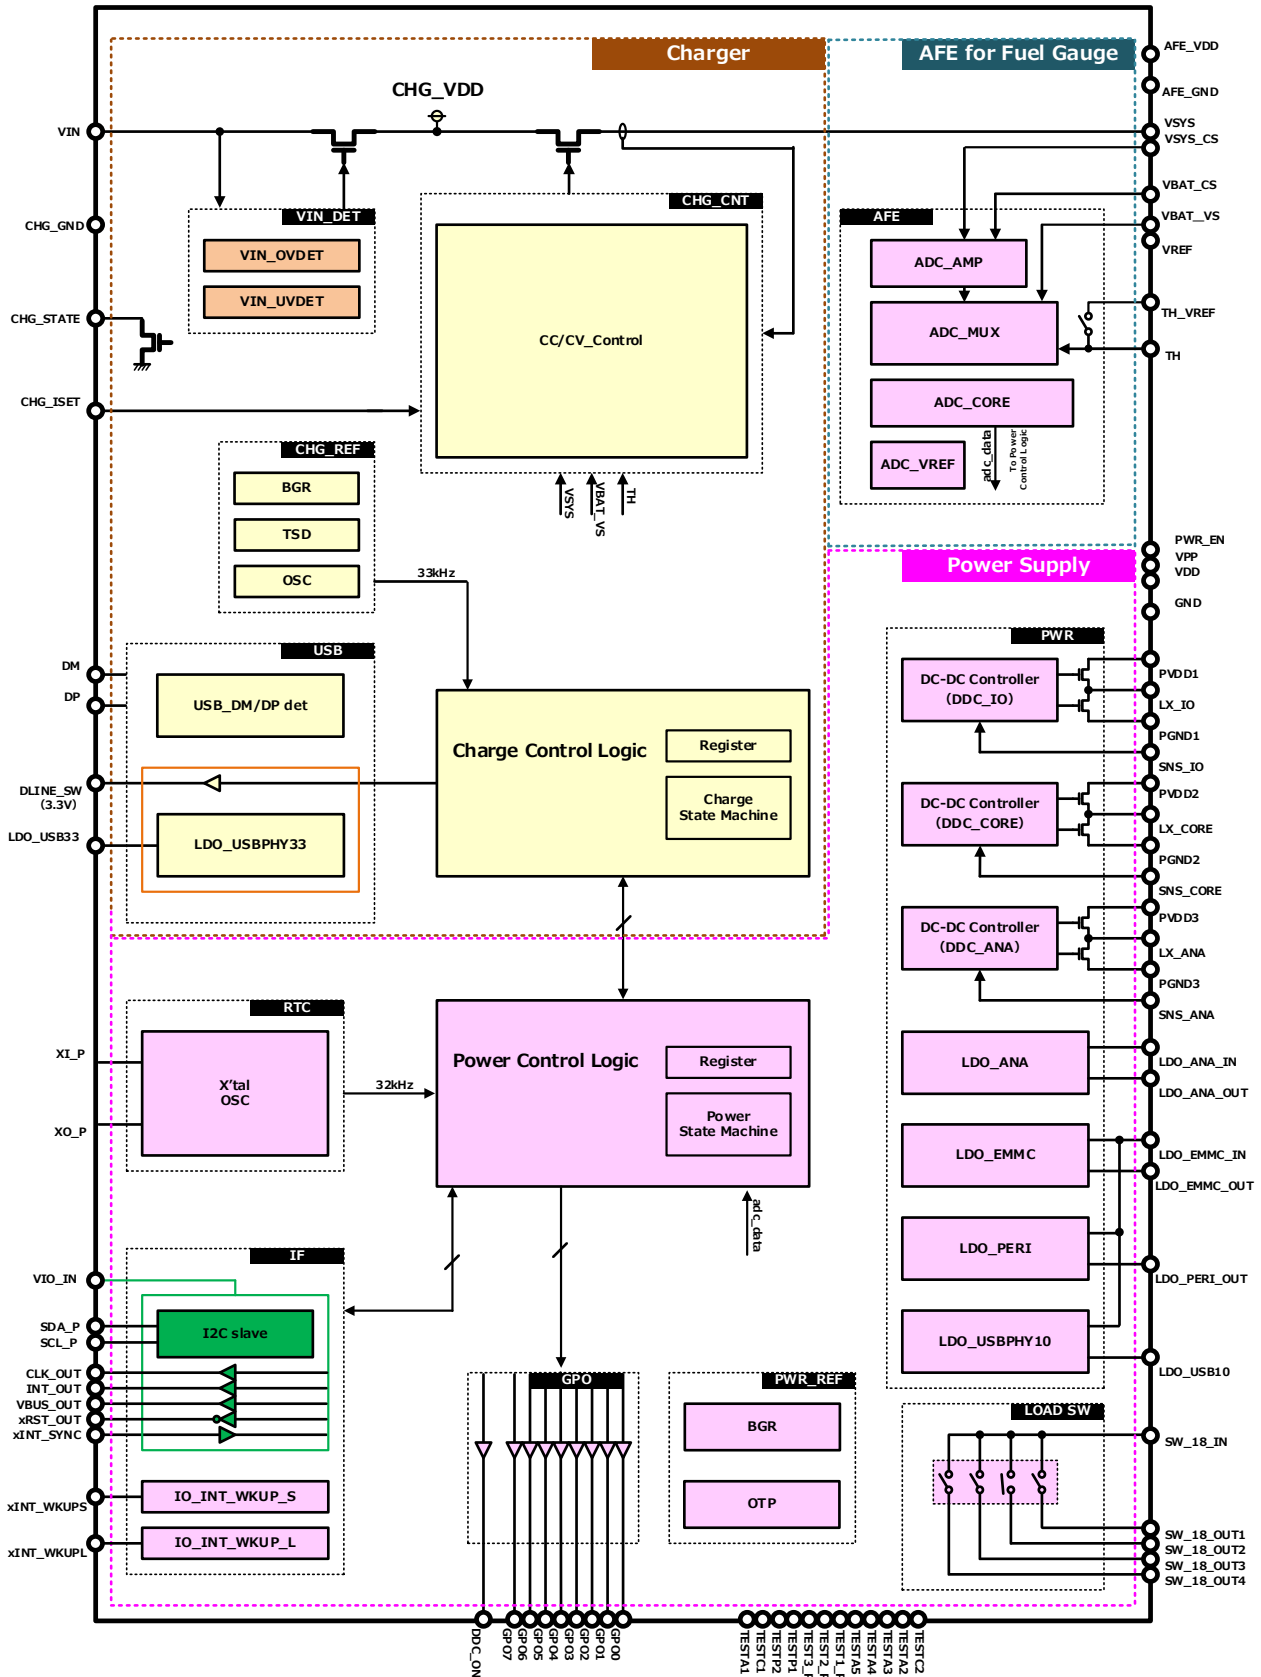 Charger
AFE for Fuel Gauge
AFE_VDD
AFE_GND
CHG_VDD
VIN
VSYS
VSYS_CS
VBAT_CS
VBAT_VS
VREF
CHG_GND
VIN_DET
VIN_OVDET
VIN_UVDET
CHG_CNT
CC/CV_Control
AFE
ADC_AMP
ADC_MUX
ADC_CORE
ADC_VREF
adc_data
To Power
Control Logic
TH_VREF
TH
CHG_STATE
CHG_ISET
CHG_REF
BGR
TSD
OSC
33kHz
VSYS
VBAT_VS
TH
Power Supply
PWR_EN
VPP
VDD
GND
USB
DM
DP
USB_DM/DP det
DLINE_SW
(3.3V)
LDO_USB33
LDO_USBPHY33
Charge Control Logic
Register
Charge
State Machine
PWR
DC-DC Controller
(DDC_IO)
PVDD1
LX_IO
PGND1
SNS_IO
DC-DC Controller
(DDC_CORE)
PVDD2
LX_CORE
PGND2
SNS_CORE
DC-DC Controller
(DDC_ANA)
PVDD3
LX_ANA
PGND3
SNS_ANA
RTC
XI_P
XO_P
X'tal
OSC
32kHz
Power Control Logic
Register
Power
State Machine
adc_data
LDO_ANA
LDO_ANA_IN
LDO_ANA_OUT
LDO_EMMC
LDO_EMMC_IN
LDO_EMMC_OUT
LDO_PERI
LDO_PERI_OUT
LDO_USBPHY10
LDO_USB10
IF
VIO_IN
I2C slave
SDA_P
SCL_P
CLK_OUT
INT_OUT
VBUS_OUT
xRST_OUT
xINT_SYNC
IO_INT_WKUP_S
xINT_WKUPS
IO_INT_WKUP_L
xINT_WKUPL
GPO
PWR_REF
BGR
OTP
LOAD SW
SW_18_IN
SW_18_OUT1
SW_18_OUT2
SW_18_OUT3
SW_18_OUT4
DDC_ON
GPO7
GPO6
GPO5
GPO4
GPO3
GPO2
GPO1
GPO0
TESTA1
TESTC1
TESTP2
TESTP1
TEST3_P
TEST2_P
TEST1_P
TESTA5
TESTA4
TESTA3
TESTA2
TESTC2